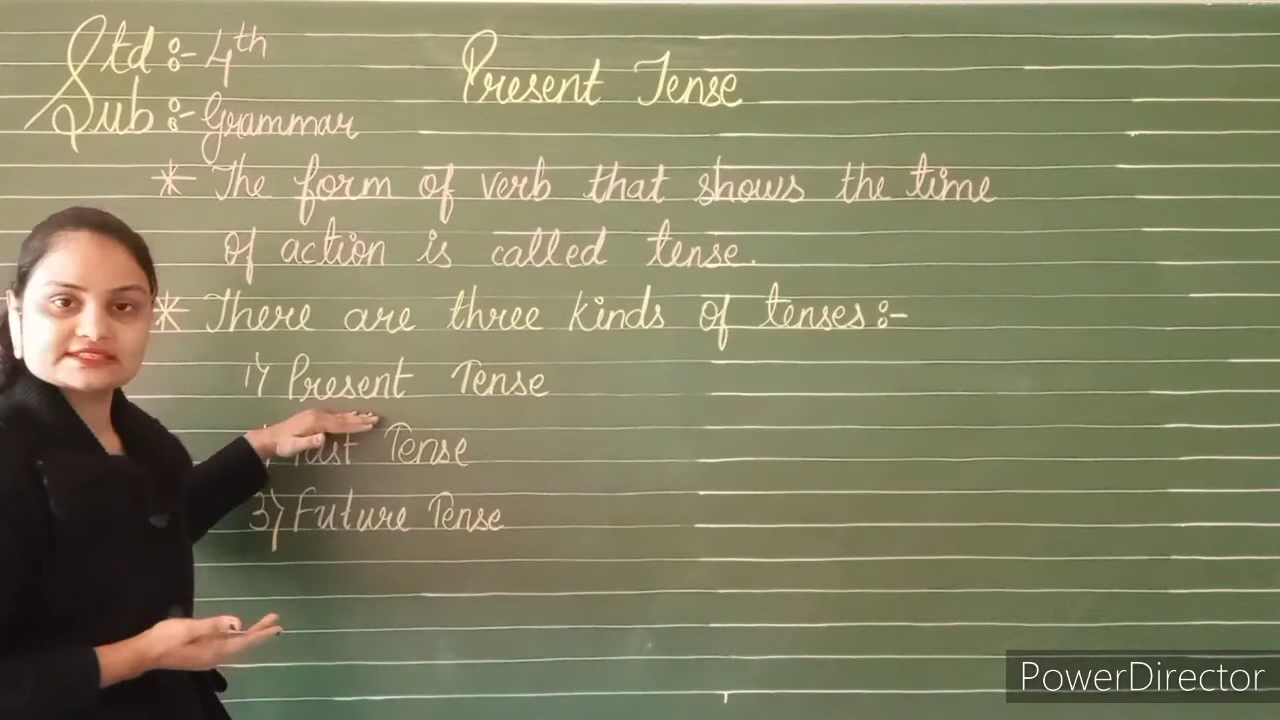 Std :- 4th
Present Tense
Sub :- Grammar
* The form of verb that shows the time
of action is called tense.
* There are three kinds of tenses :-
1) Present Tense
Tense
3) Future Tense
PowerDirector